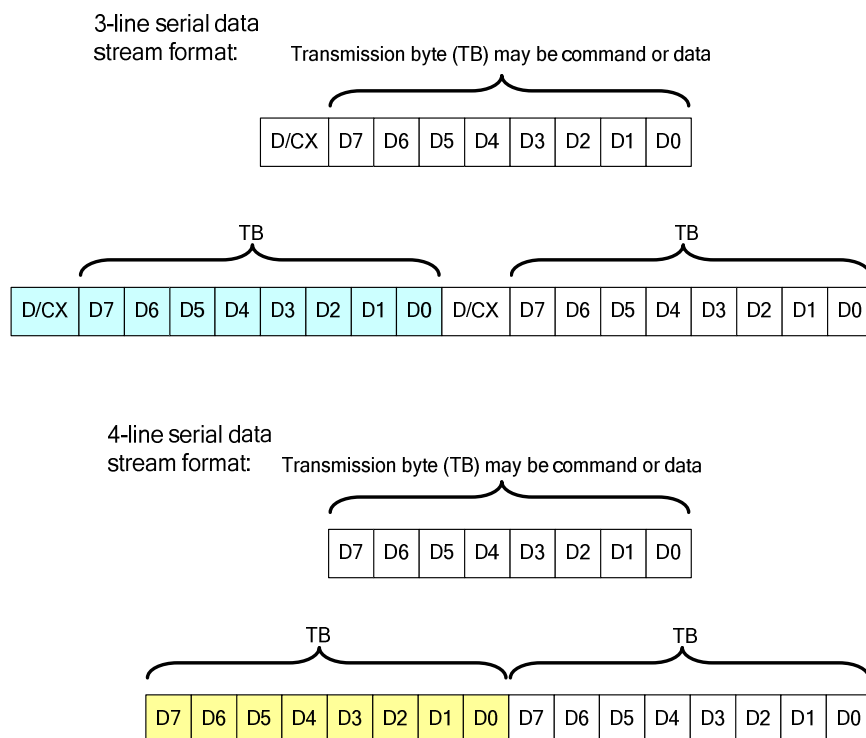 3-line serial data
stream format:
Transmission byte (TB) may be command or data
D/CX D7 D6 D5 D4 D3 D2 D1 D0
TB TB
D/CX D7 D6 D5 D4 D3 D2 D1 D0 D/CX D7 D6 D5 D4 D3 D2 D1 D0
4-line serial data
stream format:
Transmission byte (TB) may be command or data
D7 D6 D5 D4 D3 D2 D1 D0
TB TB
D7 D6 D5 D4 D3 D2 D1 D0 D7 D6 D5 D4 D3 D2 D1 D0